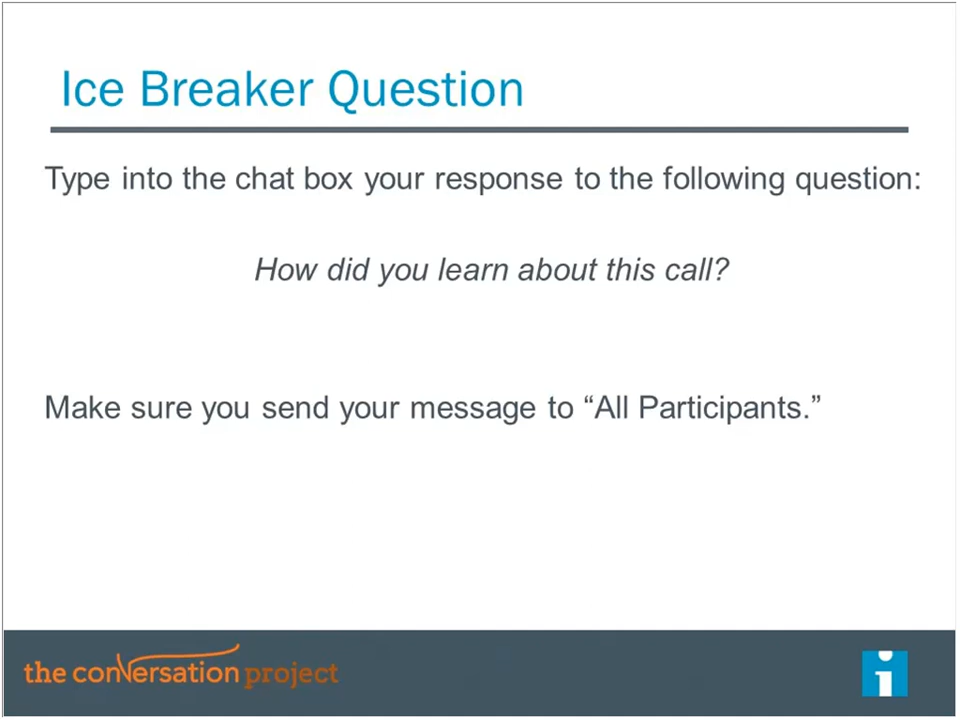 Ice Breaker Question
Type into the chat box your response to the following question:
How did you learn about this call?
Make sure you send your message to “All Participants.”
the conversation project
i